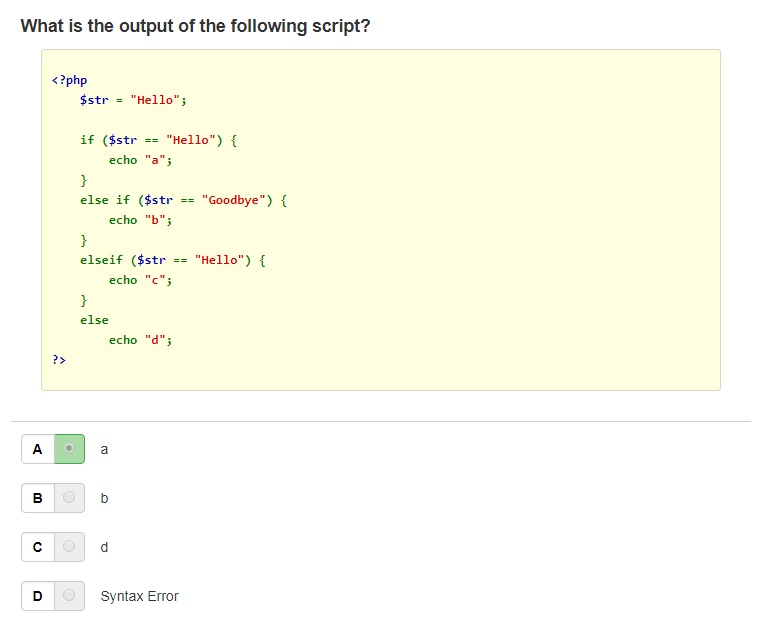 What is the output of the following script?
<?php
$str = "Hello";
if ($str == "Hello") {
echo "a";
}
else if ($str == "Goodbye") {
echo "b";
}
elseif ($str == "Hello") {
echo "c";
}
else
echo "d";
?>
A a
B b
C d
D Syntax Error